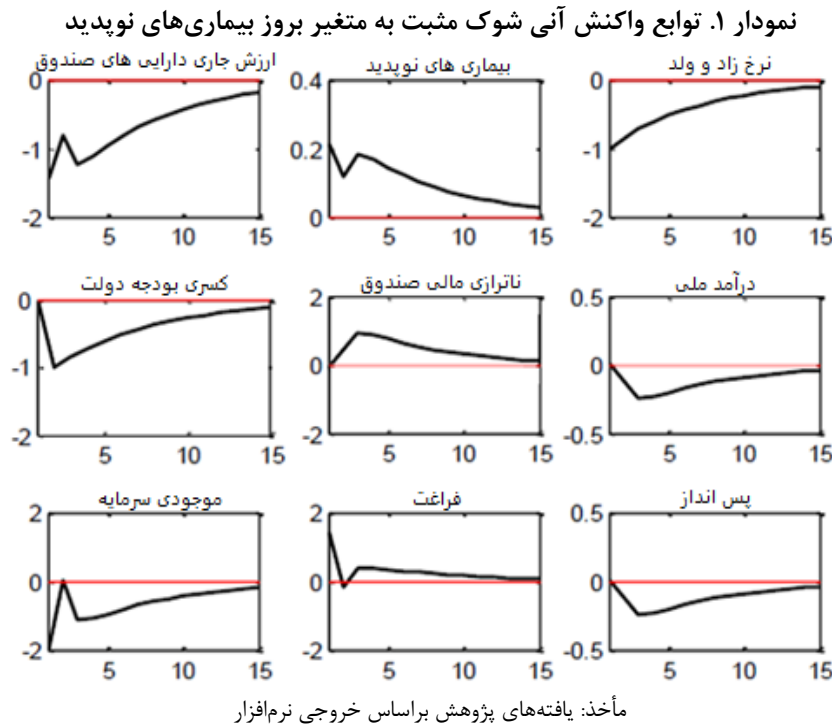 نمودار ۱. توابع واکنش آنی شوک مثبت به متغیر بروز بیماری‌های نوپدید
نرخ زاد و ولد
بیماری های نوپدید
ارزش جاری دارایی های صندوق
0
-1
-2
5 10 15
0.4
0.2
0
5 10 15
0
-1
-2
5 10 15
درآمد ملی
ناترازی مالی صندوق
کسری بودجه دولت
0.5
0
-0.5
5 10 15
2
0
-2
5 10 15
0
-1
-2
5 10 15
پس انداز
فراغت
موجودی سرمایه
0.5
0
-0.5
5 10 15
2
0
-2
5 10 15
2
0
-2
5 10 15
مأخذ: یافته‌های پژوهش براساس خروجی نرم‌افزار